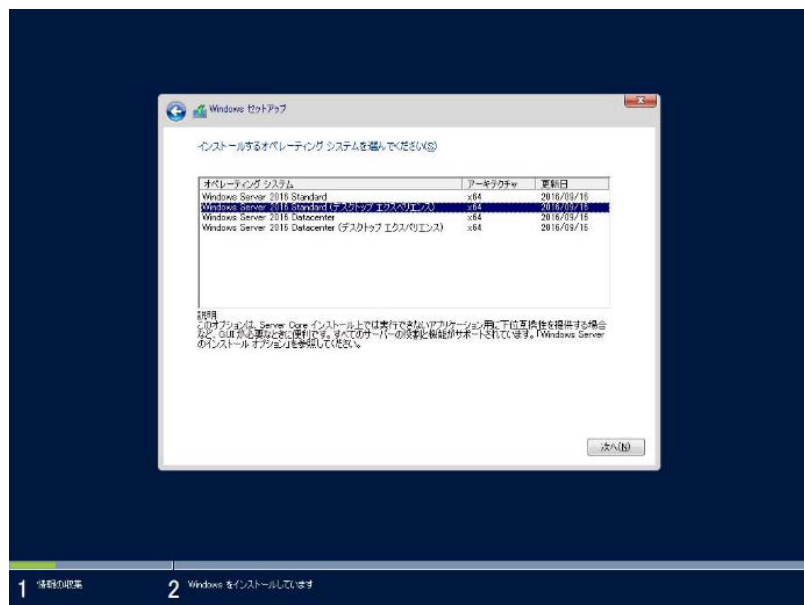 Windows セットアップ
インストールするオペレーティング システムを選んでください(S)
オペレーティング システム アーキテクチャ 更新日
Windows Server 2016 Standard x64 2016/09/16
Windows Server 2016 Standard (デスクトップ エクスペリエンス) x64 2016/09/16
Windows Server 2016 Datacenter x64 2016/09/16
Windows Server 2016 Datacenter (デスクトップ エクスペリエンス) x64 2016/09/16
説明
このオプションは、Server Core インストール上では実行できないアプリケーション用に下位互換性を提供する場合
など、GUI が必要なときに便利です。すべてのサーバーの役割と機能がサポートされています。「Windows Server
のインストール オプション」を参照してください。
次へ(N)
1 情報の収集
2 Windows をインストールしています